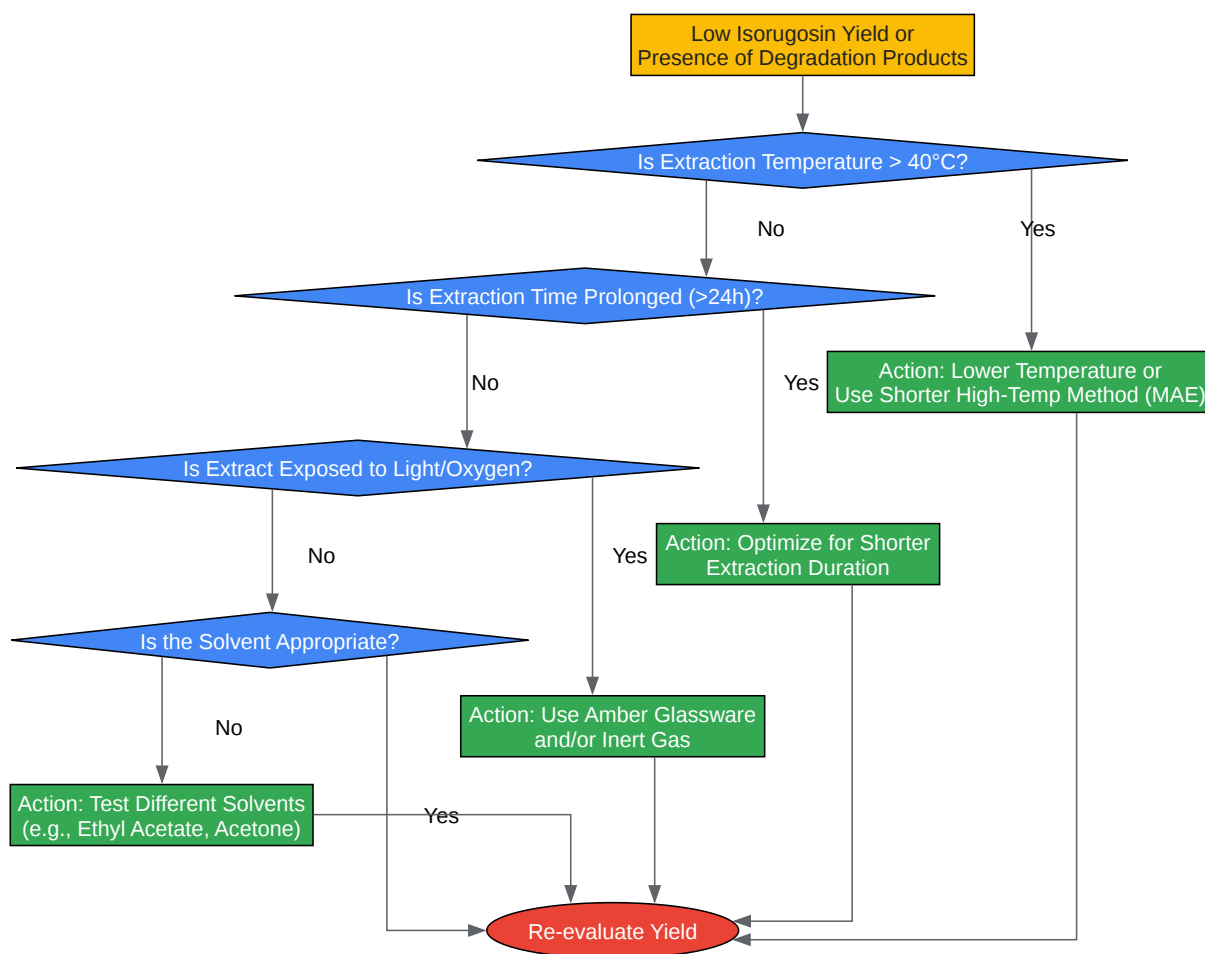 Low Isorugosin Yield or
Presence of Degradation Products
Is Extraction Temperature > 40°C?
No
Yes
Is Extraction Time Prolonged (>24h)?
No
Yes
Action: Lower Temperature or
Use Shorter High-Temp Method (MAE)
Is Extract Exposed to Light/Oxygen?
No
Yes
Action: Optimize for Shorter
Extraction Duration
Is the Solvent Appropriate?
No
Action: Use Amber Glassware
and/or Inert Gas
Action: Test Different Solvents
(e.g., Ethyl Acetate, Acetone)
Yes
Re-evaluate Yield